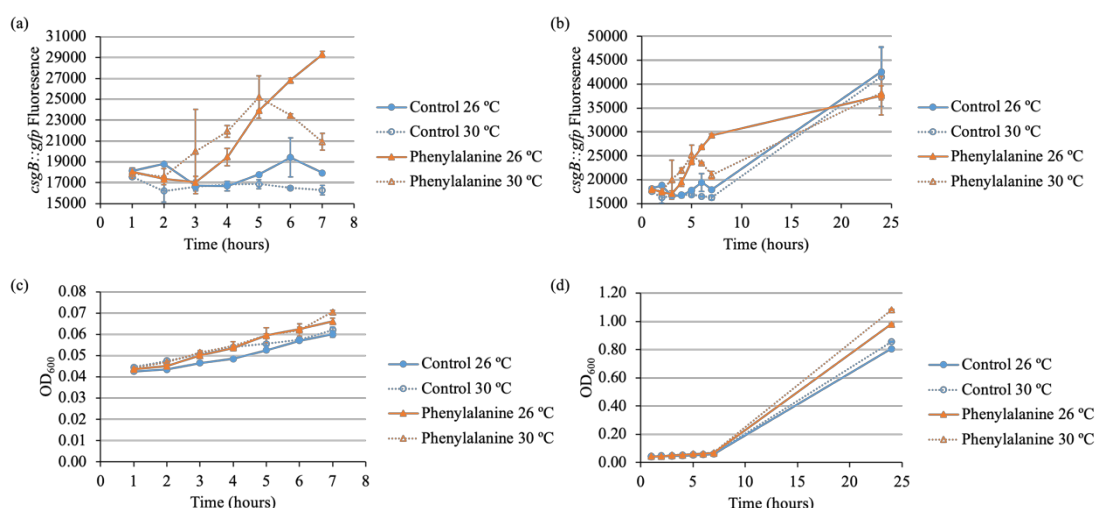 (a)
csgB::gfp Fluoresence
31000
29000
27000
25000
23000
21000
19000
17000
15000
0 1 2 3 4 5 6 7 8
Time (hours)
Control 26 ºC
Control 30 ºC
Phenylalanine 26 ºC
Phenylalanine 30 ºC
(b)
csgB::gfp Fluoresence
50000
45000
40000
35000
30000
25000
20000
15000
0 5 10 15 20 25
Time (hours)
Control 26 ºC
Control 30 ºC
Phenylalanine 26 ºC
Phenylalanine 30 ºC
(c)
OD600
0.08
0.07
0.06
0.05
0.04
0.03
0.02
0.01
0.00
0 1 2 3 4 5 6 7 8
Time (hours)
Control 26 ºC
Control 30 ºC
Phenylalanine 26 ºC
Phenylalanine 30 ºC
(d)
OD600
1.20
1.00
0.80
0.60
0.40
0.20
0.00
0 5 10 15 20 25
Time (hours)
Control 26 ºC
Control 30 ºC
Phenylalanine 26 ºC
Phenylalanine 30 ºC